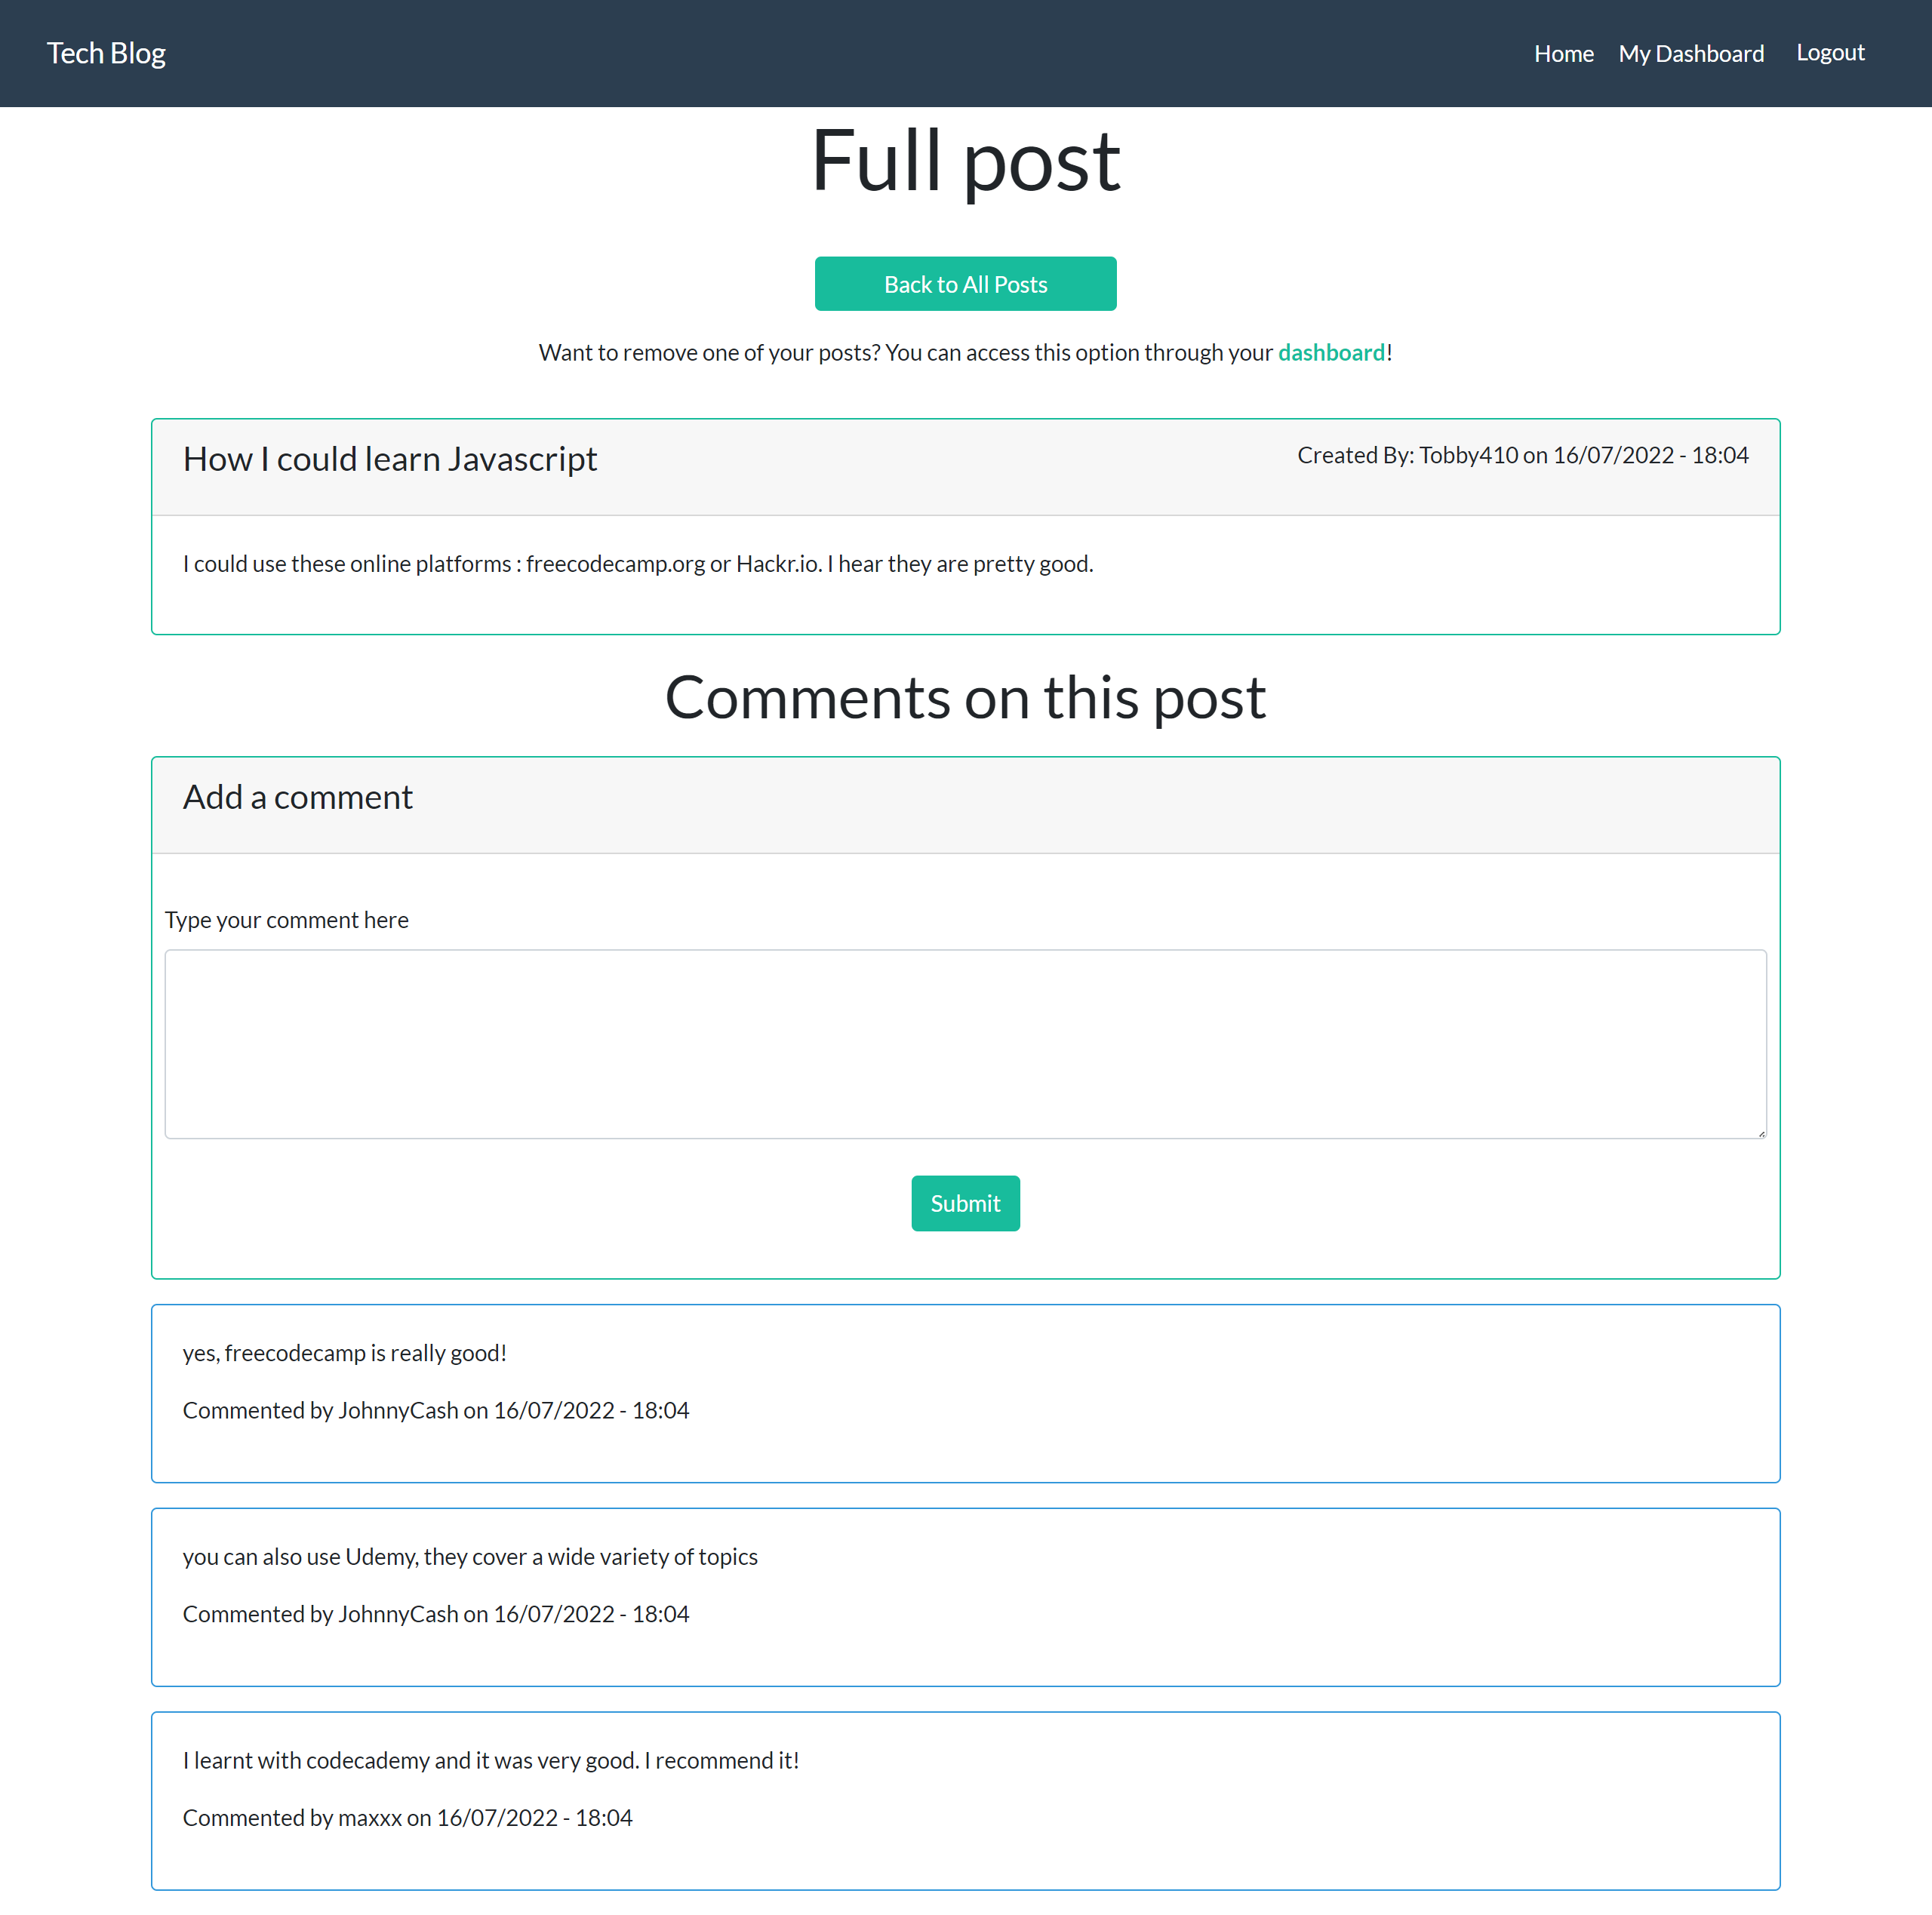 Tech Blog
Home
My Dashboard
Logout
Full post
Back to All Posts
Want to remove one of your posts? You can access this option through your dashboard!
How I could learn Javascript
Created By: Tobby410 on 16/07/2022 - 18:04
I could use these online platforms : freecodecamp.org or Hackr.io. I hear they are pretty good.
Comments on this post
Add a comment
Type your comment here
Submit
yes, freecodecamp is really good!
Commented by JohnnyCash on 16/07/2022 - 18:04
you can also use Udemy, they cover a wide variety of topics
Commented by JohnnyCash on 16/07/2022 - 18:04
I learnt with codecademy and it was very good. I recommend it!
Commented by maxxx on 16/07/2022 - 18:04